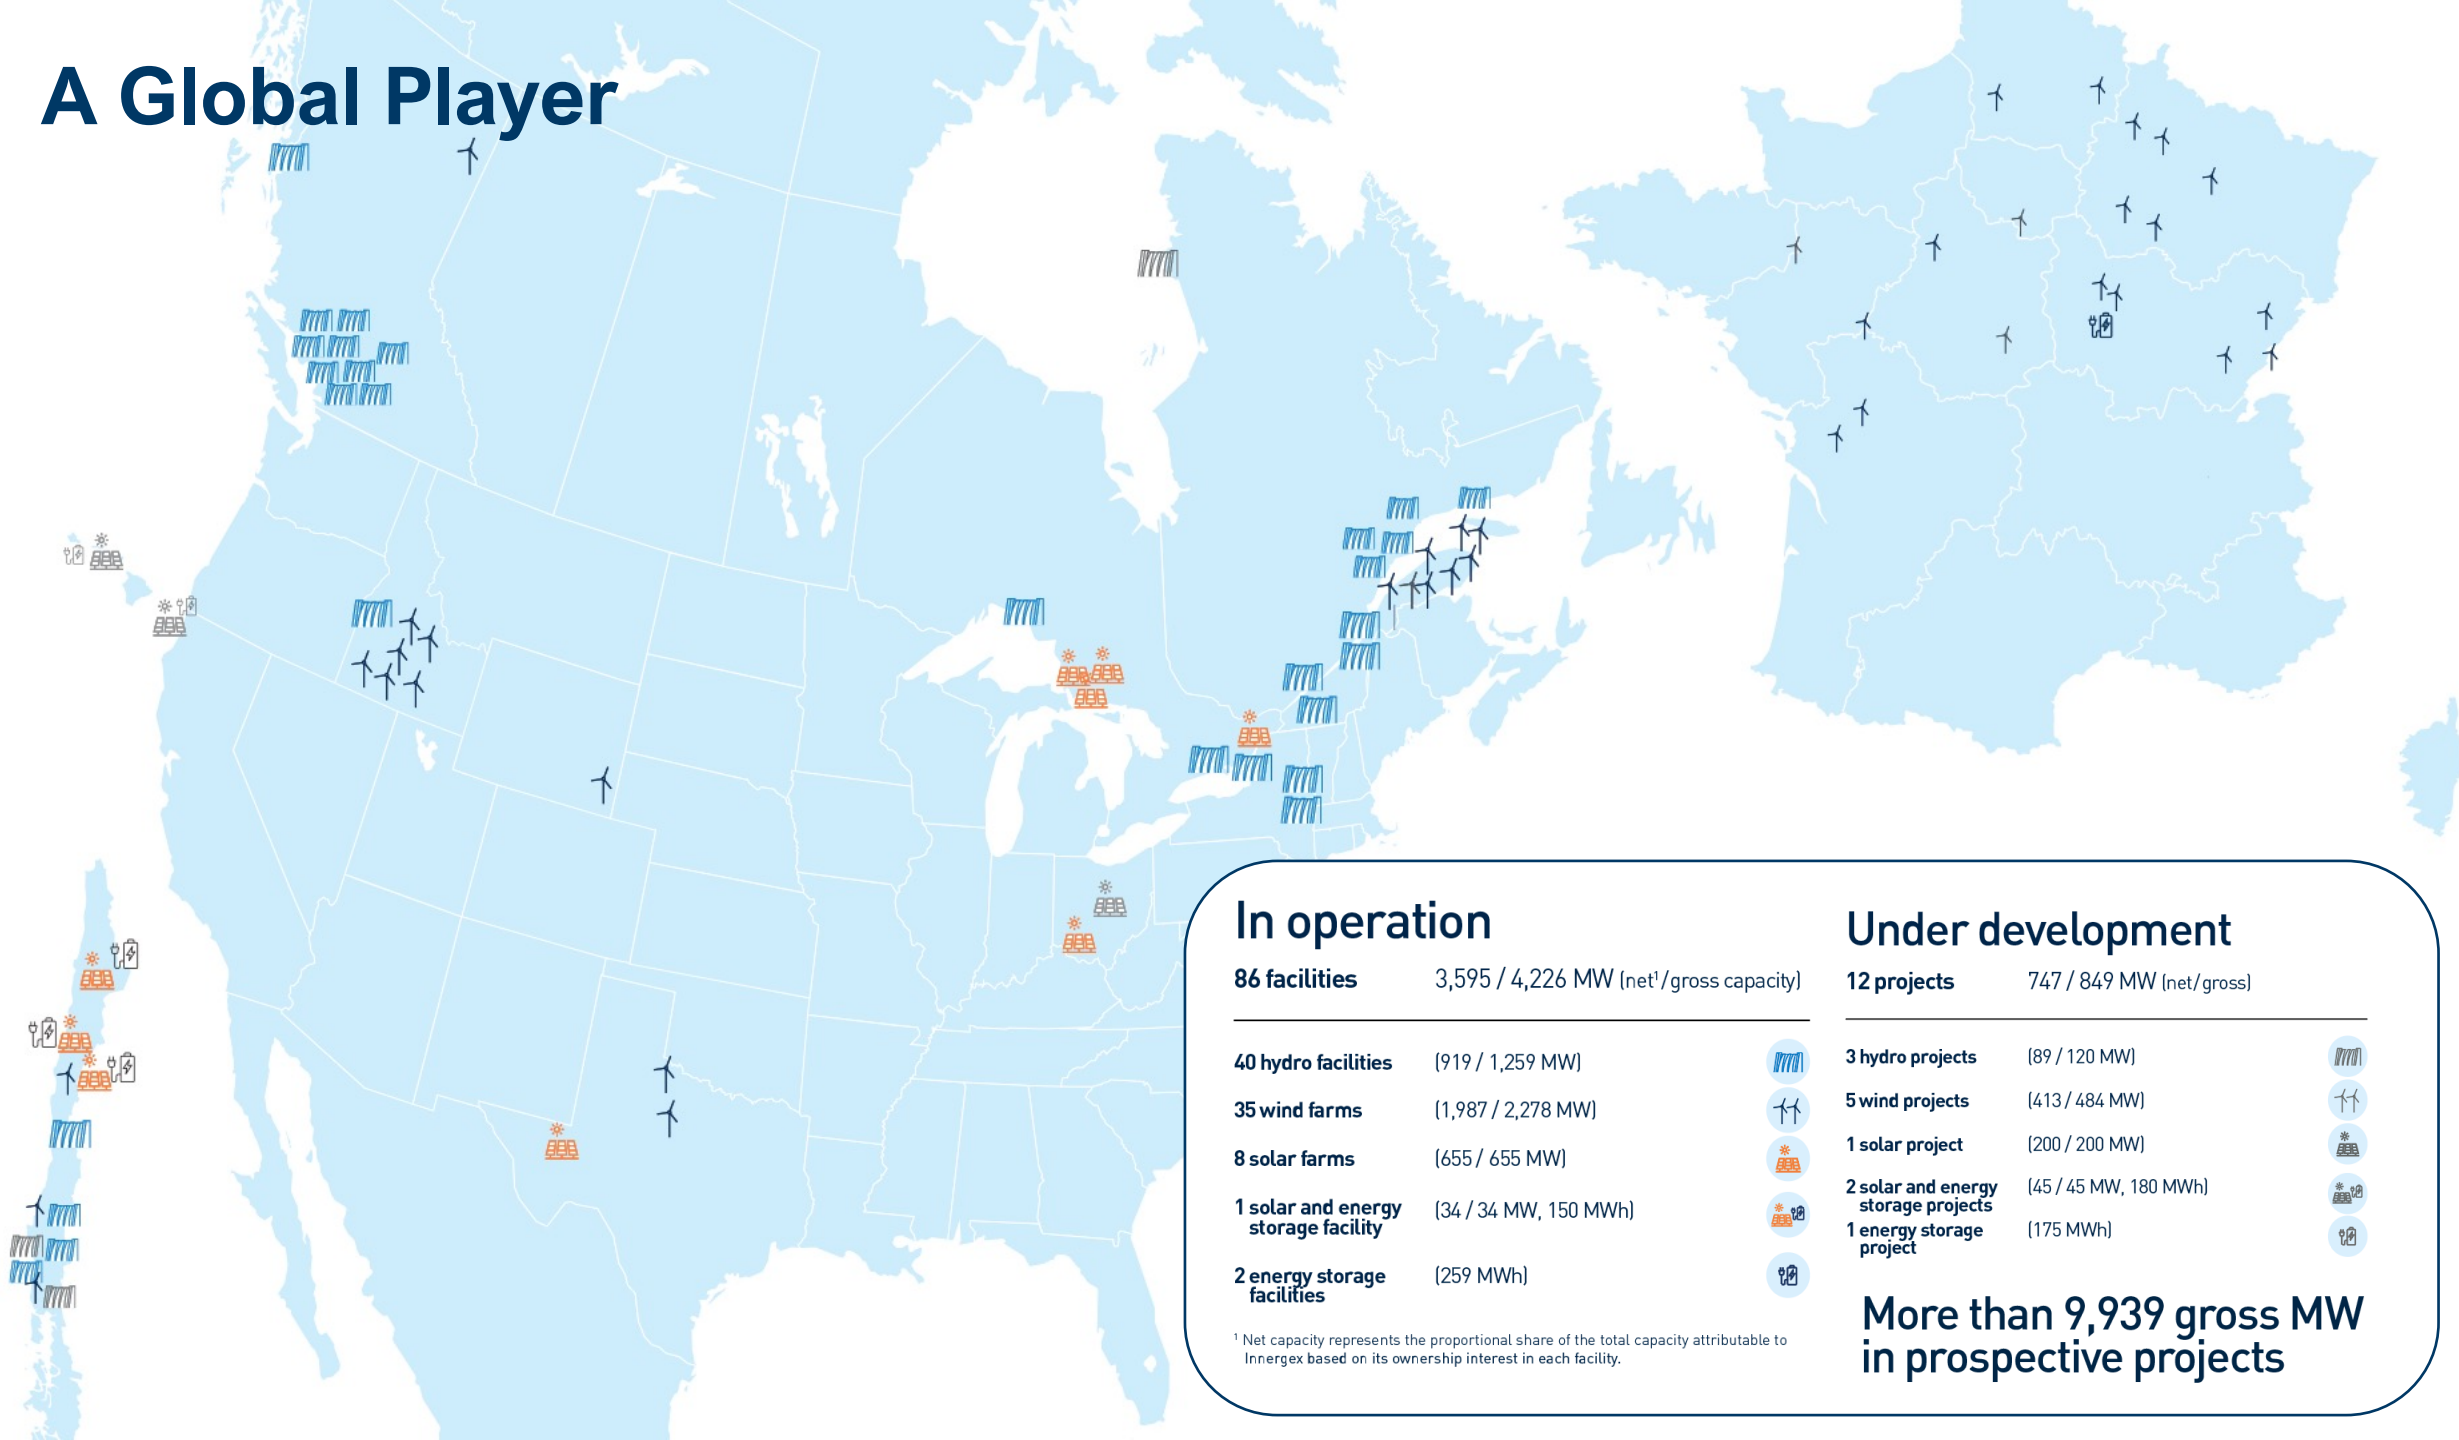 A Global Player
In operation
86 facilities 3,595 / 4,226 MW (net¹/gross capacity)
40 hydro facilities (919 / 1,259 MW)
35 wind farms (1,987 / 2,278 MW)
8 solar farms (655 / 655 MW)
1 solar and energy (34 / 34 MW, 150 MWh)
storage facility
2 energy storage (259 MWh)
facilities
¹ Net capacity represents the proportional share of the total capacity attributable to
Innergex based on its ownership interest in each facility.
Under development
12 projects 747 / 849 MW (net/gross)
3 hydro projects (89 / 120 MW)
5 wind projects (413 / 484 MW)
1 solar project (200 / 200 MW)
2 solar and energy (45 / 45 MW, 180 MWh)
storage projects
1 energy storage (175 MWh)
project
More than 9,939 gross MW
in prospective projects